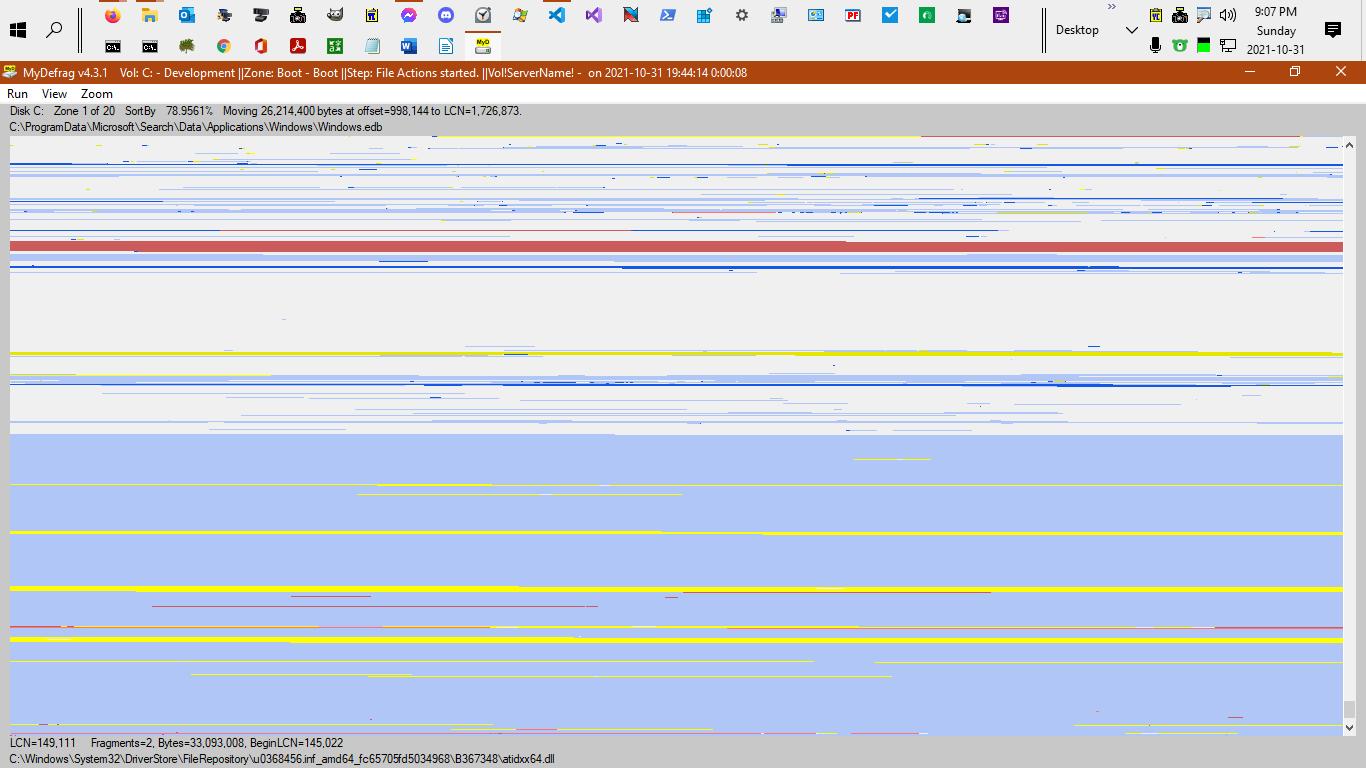 9:07 PM
Sunday
2021-10-31
Desktop
MyDefrag v4.3.1 Vol: C: - Development ||Zone: Boot - Boot ||Step: File Actions started. ||Vol!ServerName! - on 2021-10-31 19:44:14 0:00:08
Run View Zoom
Disk C: Zone 1 of 20 SortBy 78.9561% Moving 26,214,400 bytes at offset=998,144 to LCN=1,726,873.
C:\ProgramData\Microsoft\Search\Data\Applications\Windows\Windows.edb
LCN=149,111 Fragments=2, Bytes=33,093,008, BeginLCN=145,022
C:\Windows\System32\DriverStore\FileRepository\u0368456.inf_amd64_fc65705fd5034968\B367348\atidxx64.dll